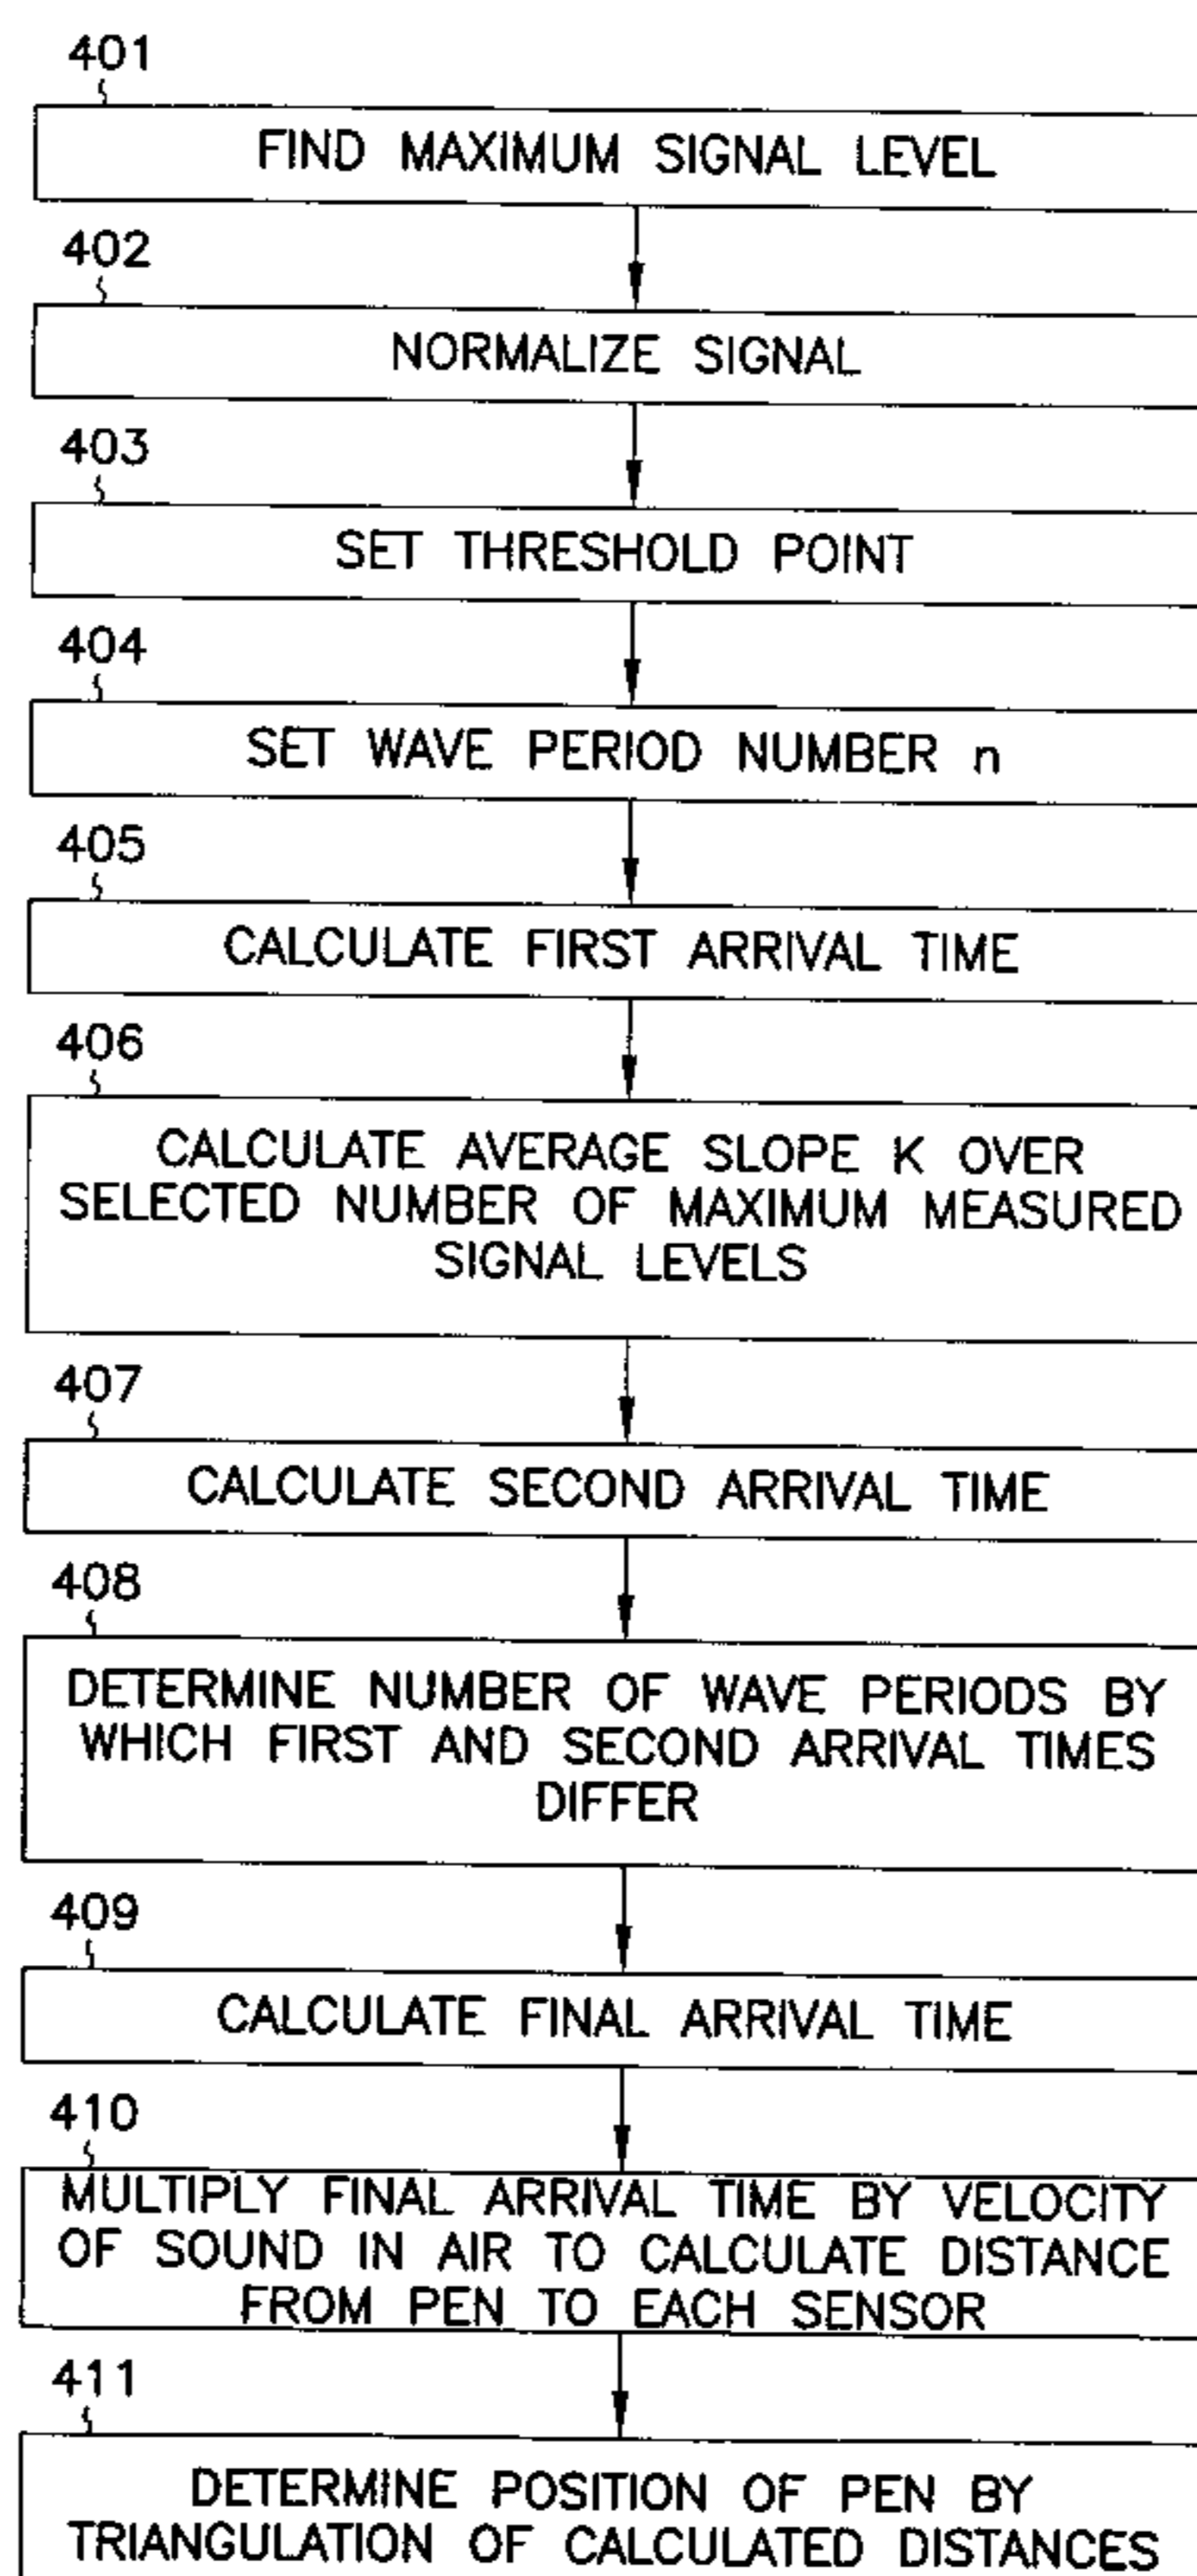 401
FIND MAXIMUM SIGNAL LEVEL
402
NORMALIZE SIGNAL
403
SET THRESHOLD POINT
404
SET WAVE PERIOD NUMBER n
405
CALCULATE FIRST ARRIVAL TIME
406
CALCULATE AVERAGE SLOPE K OVER
SELECTED NUMBER OF MAXIMUM MEASURED
SIGNAL LEVELS
407
CALCULATE SECOND ARRIVAL TIME
408
DETERMINE NUMBER OF WAVE PERIODS BY
WHICH FIRST AND SECOND ARRIVAL TIMES
DIFFER
409
CALCULATE FINAL ARRIVAL TIME
410
MULTIPLY FINAL ARRIVAL TIME BY VELOCITY
OF SOUND IN AIR TO CALCULATE DISTANCE
FROM PEN TO EACH SENSOR
411
DETERMINE POSITION OF PEN BY
TRIANGULATION OF CALCULATED DISTANCES